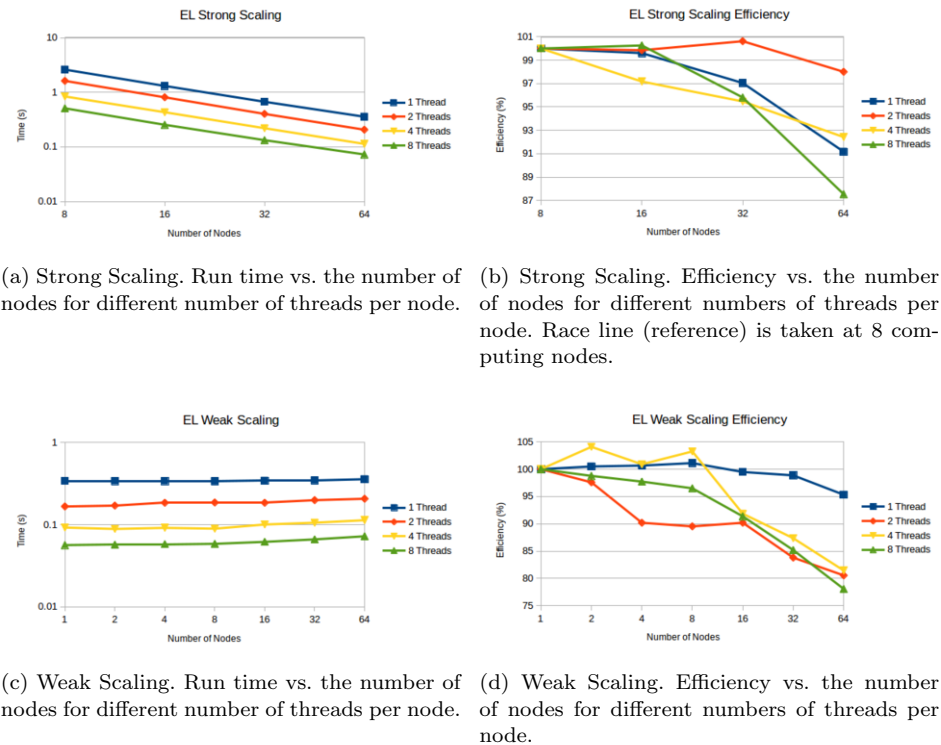 EL Strong Scaling
10
1
0.1
0.01
Time (s)
8 16 32 64
Number of Nodes
1 Thread
2 Threads
4 Threads
8 Threads
EL Strong Scaling Efficiency
101
99
97
95
93
91
89
87
Efficiency (%)
8 16 32 64
Number of Nodes
1 Thread
2 Threads
4 Threads
8 Threads
(a) Strong Scaling. Run time vs. the number of
nodes for different number of threads per node.
(b) Strong Scaling. Efficiency vs. the number
of nodes for different numbers of threads per
node. Race line (reference) is taken at 8 com-
puting nodes.
EL Weak Scaling
1
0.1
0.01
Time (s)
1 2 4 8 16 32 64
Number of Nodes
1 Thread
2 Threads
4 Threads
8 Threads
EL Weak Scaling Efficiency
105
100
95
90
85
80
75
Efficiency (%)
1 2 4 8 16 32 64
Number of Nodes
1 Thread
2 Threads
4 Threads
8 Threads
(c) Weak Scaling. Run time vs. the number of
nodes for different number of threads per node.
(d) Weak Scaling. Efficiency vs. the number
of nodes for different numbers of threads per
node.